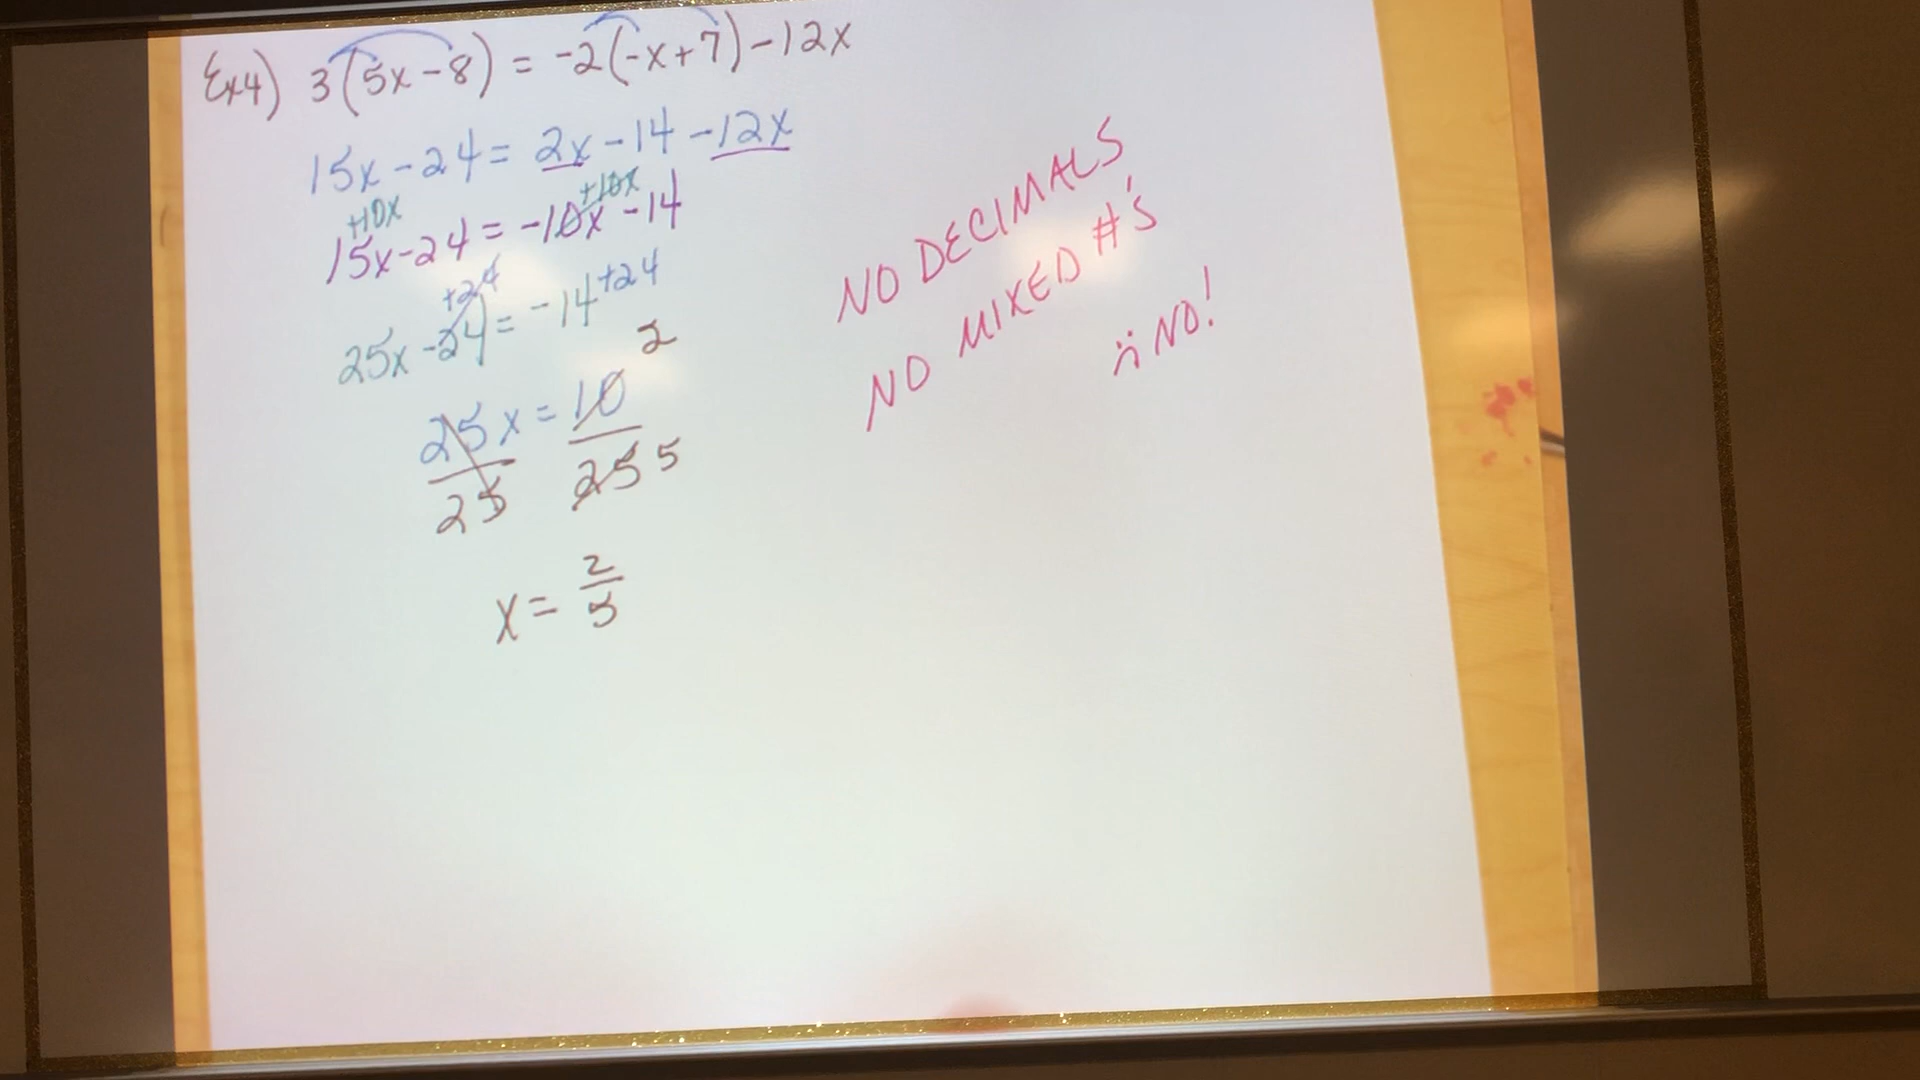 Ex4) 3(5x-8) = -2(-x+7)-12x
15x-24 = 2x-14-12x
+10x +10x
15x-24 = -10x-14
+24 +24
25x-24 = -14
2
25x = 10
25 25 5
x = 2/5
NO DECIMALS
NO MIXED #'S
NO!